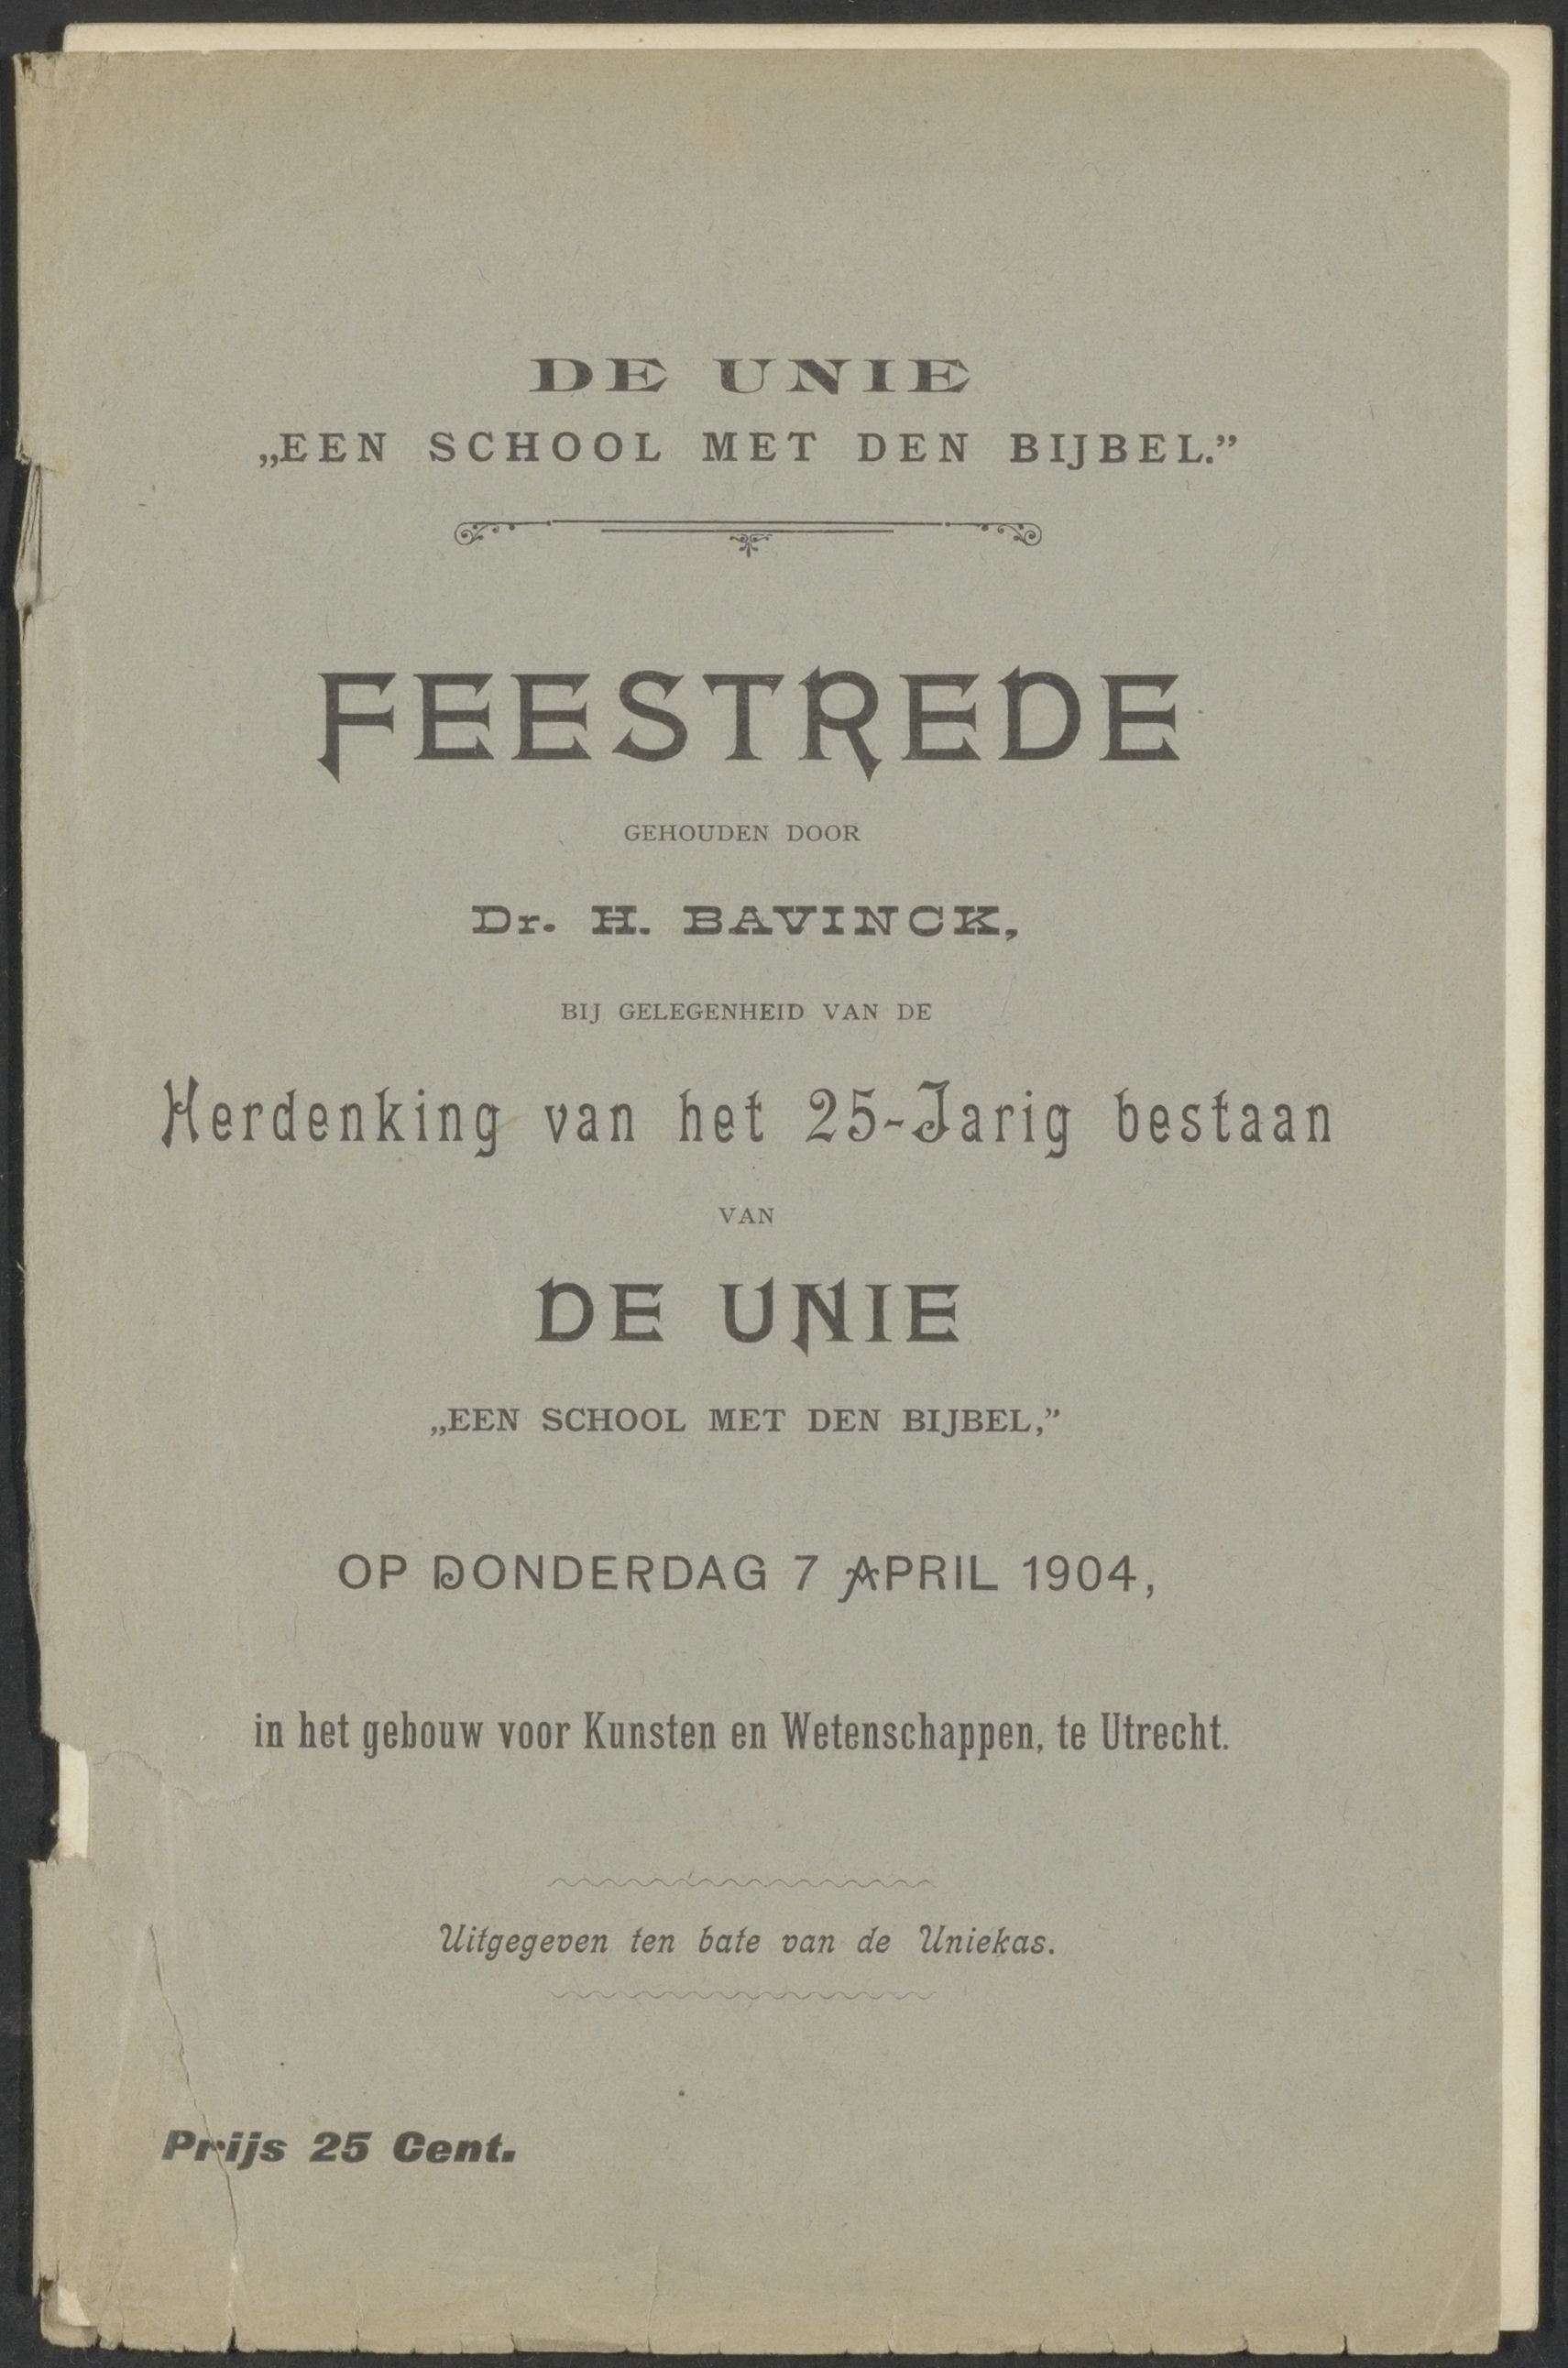 DE UNIE
„EEN SCHOOL MET DEN BIJBEL.”
FEESTREDE
GEHOUDEN DOOR
Dr. H. BAVINCK,
BIJ GELEGENHEID VAN DE
Herdenking van het 25-Jarig bestaan
VAN
DE UNIE
„EEN SCHOOL MET DEN BIJBEL,”
OP DONDERDAG 7 APRIL 1904,
in het gebouw voor Kunsten en Wetenschappen, te Utrecht.
Uitgegeven ten bate van de Uniekas.
Prijs 25 Cent.